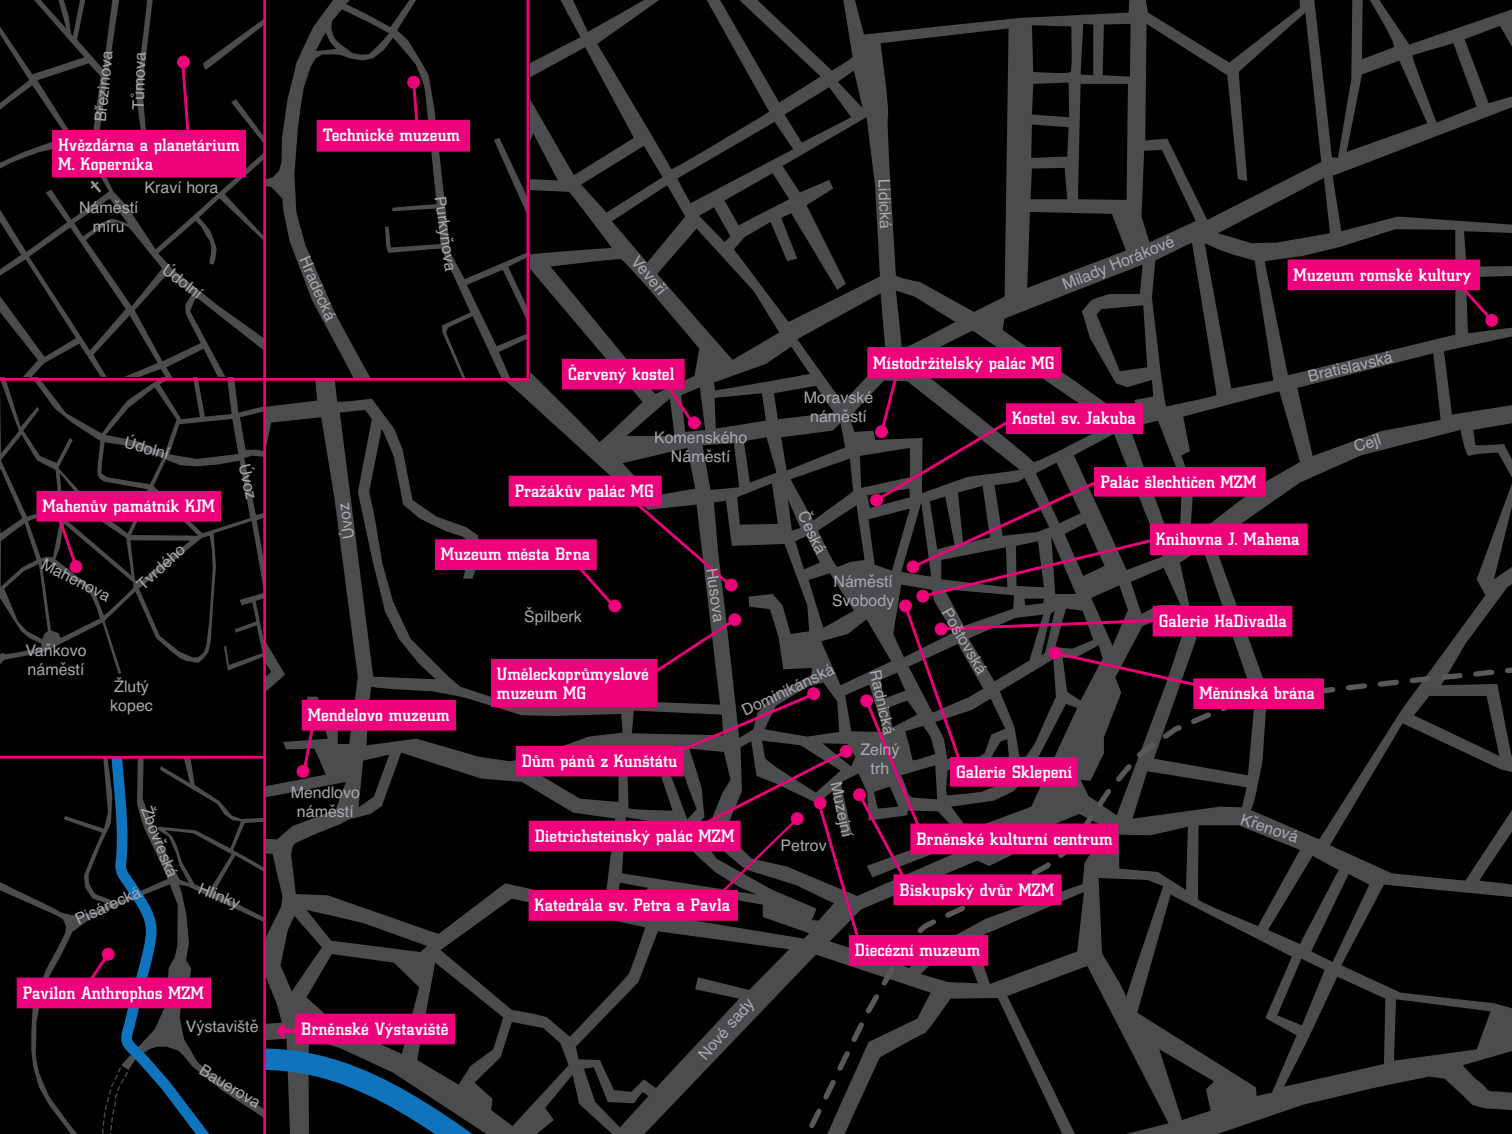 Březinova
Tůmova
Hvězdárna a planetárium
M. Koperníka
Kraví hora
Náměstí
míru
Údolní
Technické muzeum
Purkyňova
Hradecká
Veveří
Lidická
Milady Horákové
Muzeum romské kultury
Bratislavská
Cejl
Červený kostel
Místodržitelský palác MG
Moravské
náměstí
Kostel sv. Jakuba
Komenského
Náměstí
Údolní
Úvoz
Mahenův památník KJM
Mahenova
Tvrdého
Vaňkovo
náměstí
Žlutý
kopec
Úvoz
Pražákův palác MG
Palác šlechtičen MZM
Česká
Muzeum města Brna
Knihovna J. Mahena
Husova
Náměstí
Svobody
Špilberk
Poštovská
Galerie HaDivadla
Uměleckoprůmyslové
muzeum MG
Dominikánská
Radnická
Měnínská brána
Mendelovo muzeum
Dům pánů z Kunštátu
Zelný
trh
Galerie Sklepení
Mendlovo
náměstí
Muzejní
Dietrichsteinský palác MZM
Petrov
Brněnské kulturní centrum
Křenová
Katedrála sv. Petra a Pavla
Biskupský dvůr MZM
Diecézní muzeum
Žbovřeská
Hlinky
Pisárecká
Pavilon Anthrophos MZM
Výstaviště
Brněnské Výstaviště
Bauerova
Nové sady